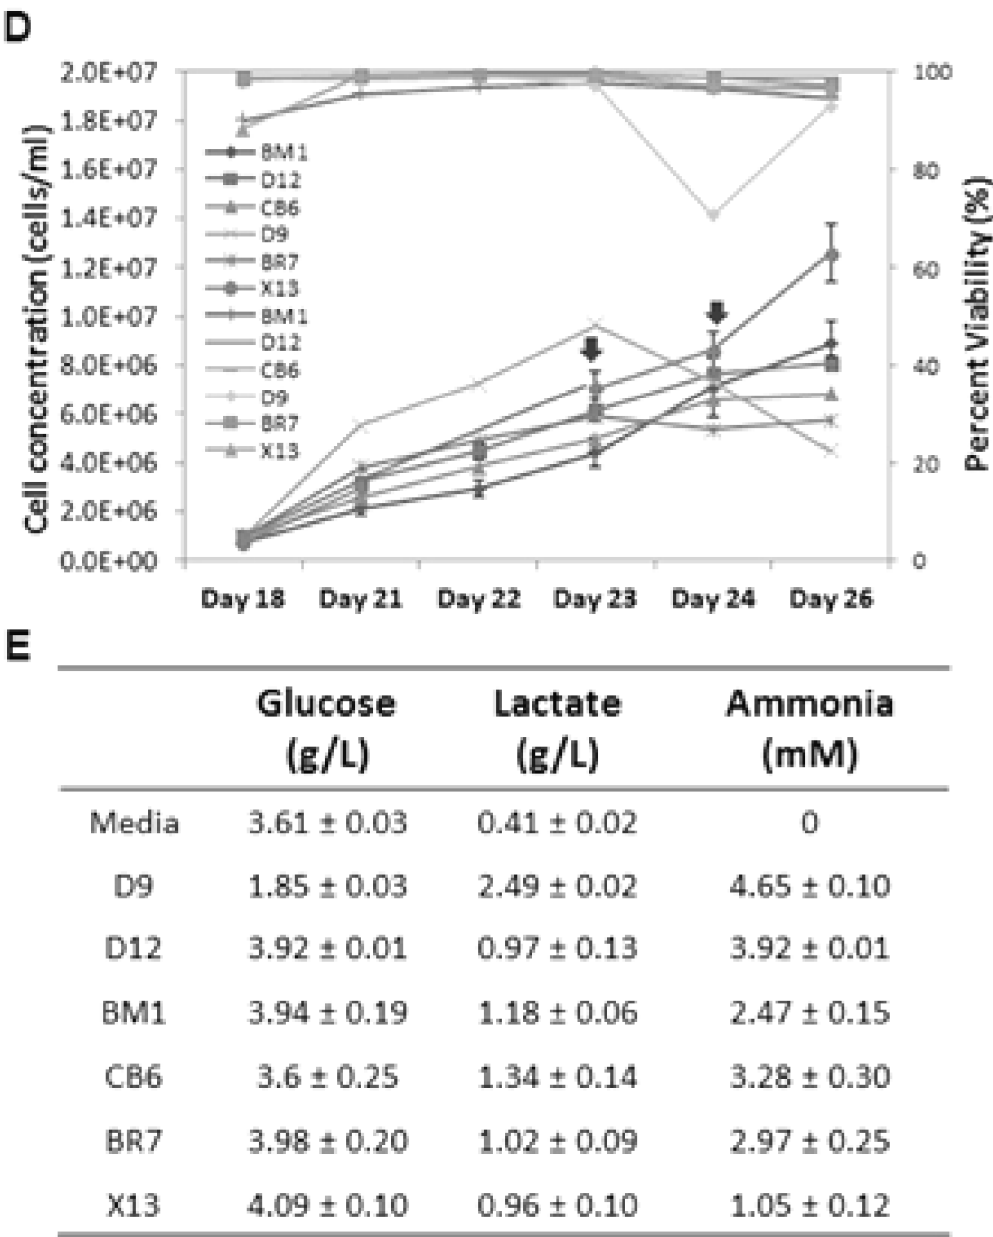 D
2.0E+07
1.8E+07
1.6E+07
1.4E+07
1.2E+07
1.0E+07
8.0E+06
6.0E+06
4.0E+06
2.0E+06
0.0E+00
Cell concentration (cells/ml)
BM1
D12
CB6
D9
BR7
X13
BM1
D12
CB6
D9
BR7
X13
100
80
60
40
20
0
Percent Viability (%)
Day 18 Day 21 Day 22 Day 23 Day 24 Day 26
E
Glucose Lactate Ammonia
(g/L) (g/L) (mM)
Media 3.61 ± 0.03 0.41 ± 0.02 0
D9 1.85 ± 0.03 2.49 ± 0.02 4.65 ± 0.10
D12 3.92 ± 0.01 0.97 ± 0.13 3.92 ± 0.01
BM1 3.94 ± 0.19 1.18 ± 0.06 2.47 ± 0.15
CB6 3.6 ± 0.25 1.34 ± 0.14 3.28 ± 0.30
BR7 3.98 ± 0.20 1.02 ± 0.09 2.97 ± 0.25
X13 4.09 ± 0.10 0.96 ± 0.10 1.05 ± 0.12